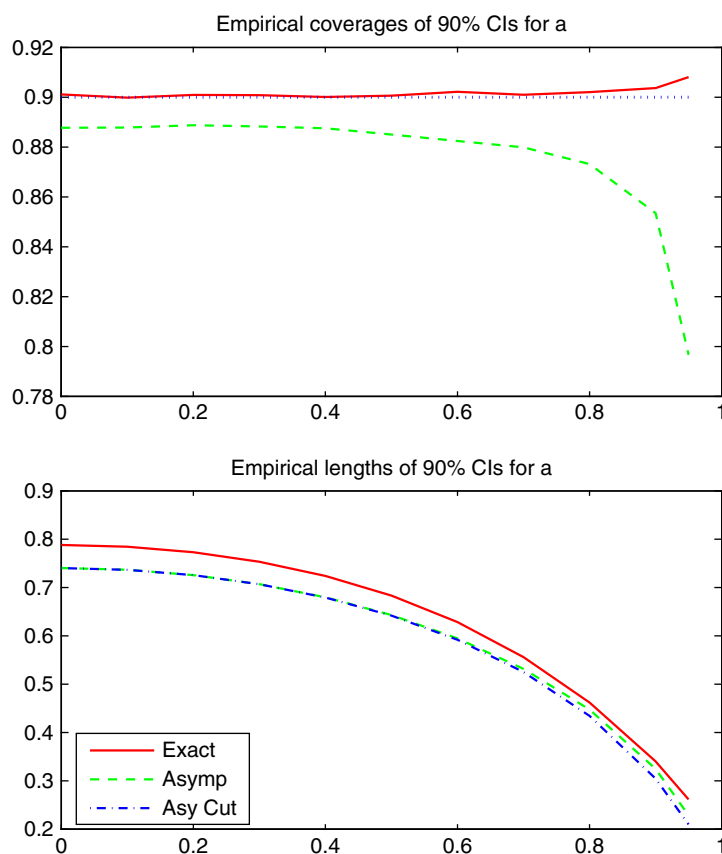 Empirical coverages of 90% CIs for a
0.92
0.9
0.88
0.86
0.84
0.82
0.8
0.78
0 0.2 0.4 0.6 0.8 1
Empirical lengths of 90% CIs for a
0.9
0.8
0.7
0.6
0.5
0.4
0.3
0.2
Exact
Asymp
Asy Cut
0 0.2 0.4 0.6 0.8 1